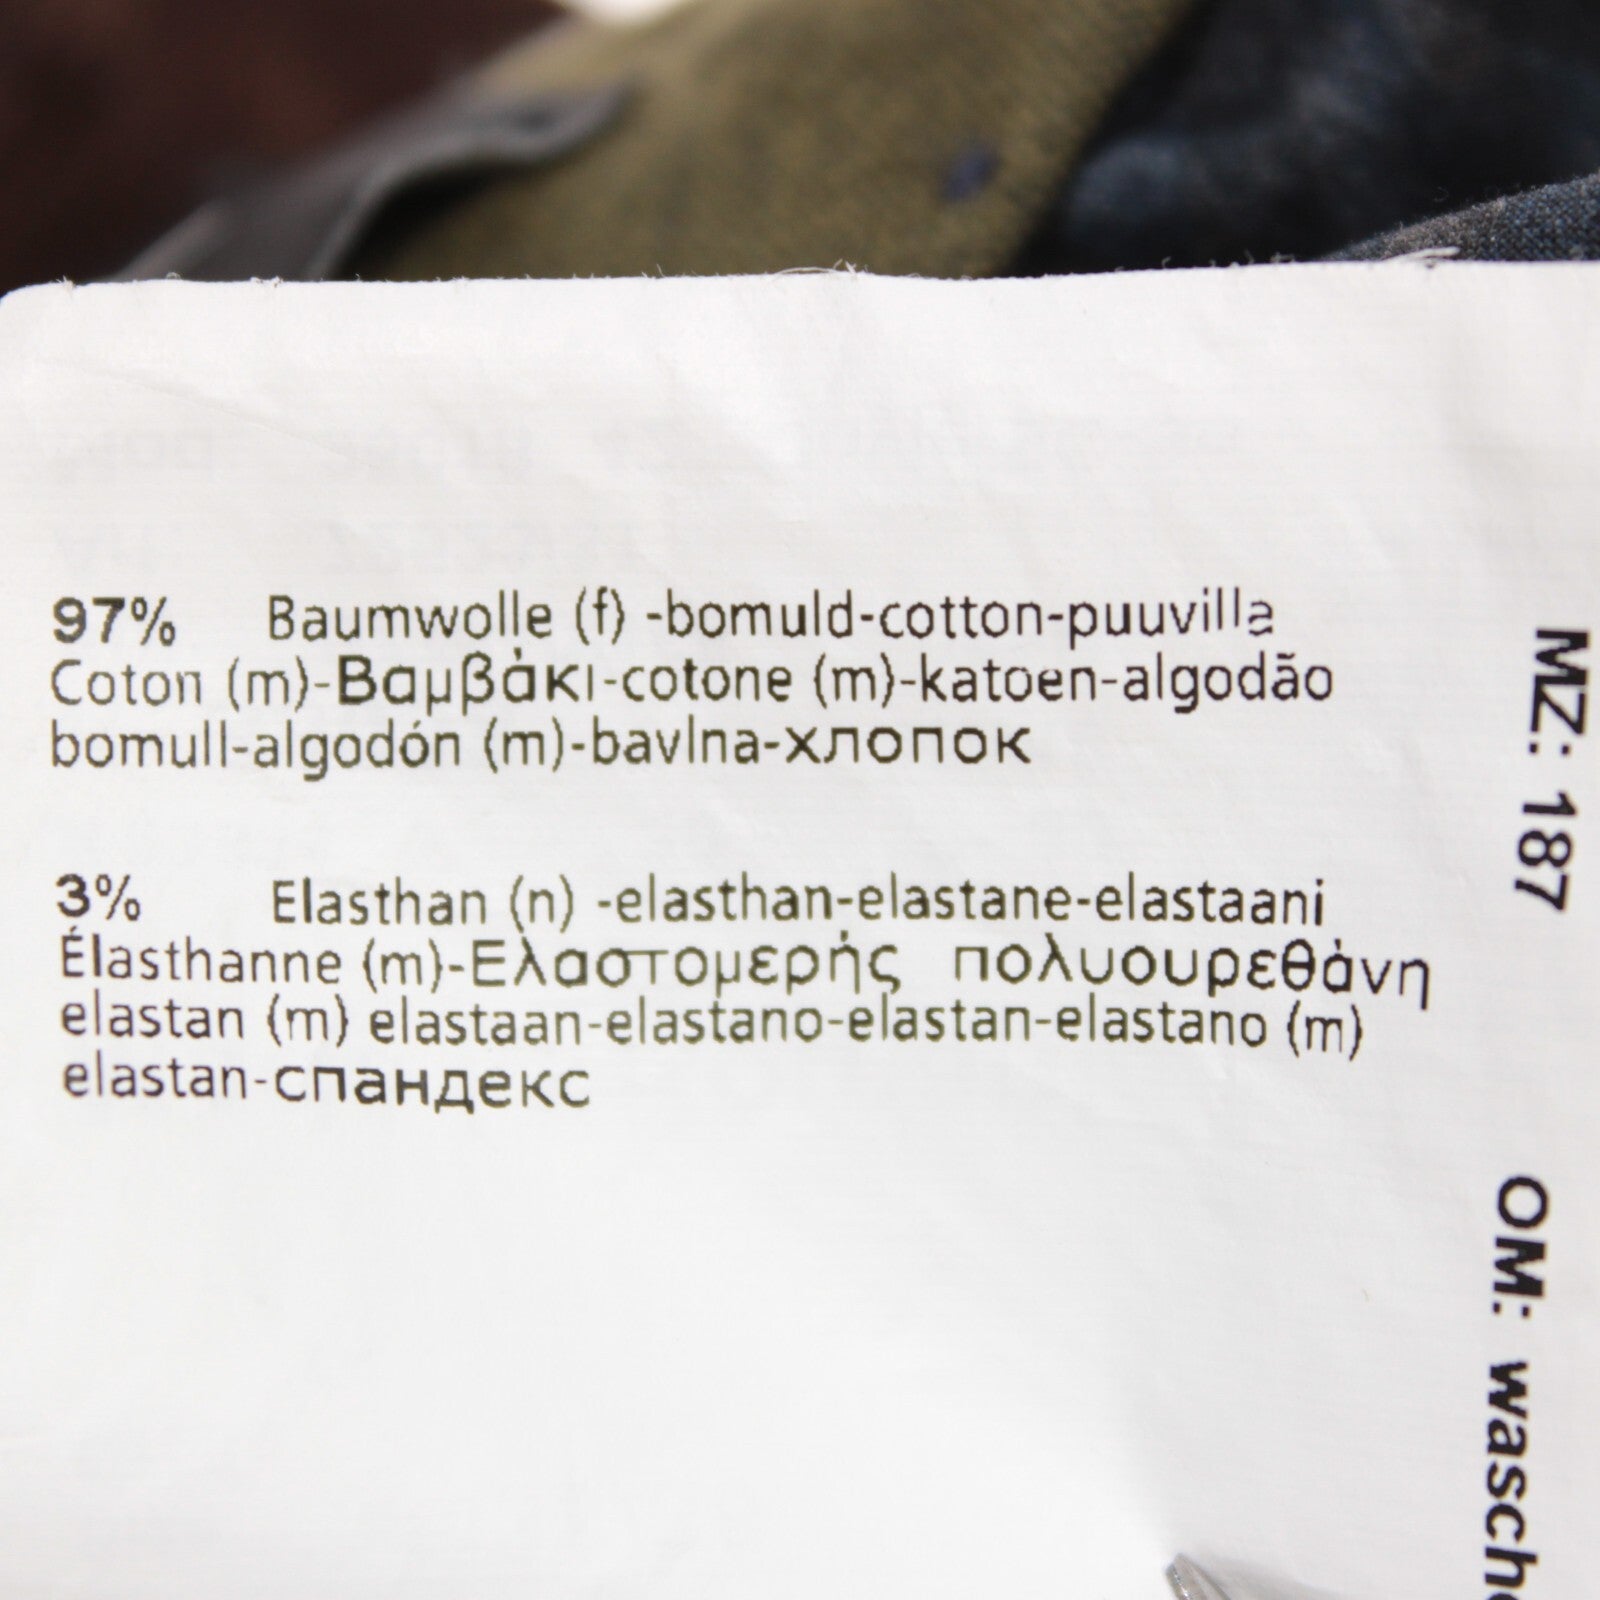 97% Baumwolle (f) -bomuld-cotton-puuvilla
Coton (m)-Βαμβάκι-cotone (m)-katoen-algodão
bomull-algodón (m)-bavlna-хлопок
3% Elasthan (n) -elasthan-elastane-elastaani
Élasthanne (m)-Ελαστομερής πολυουρεθάνη
elastan (m) elastaan-elastano-elastan-elastano (m)
elastan-спандекс
MZ: 187
OM: